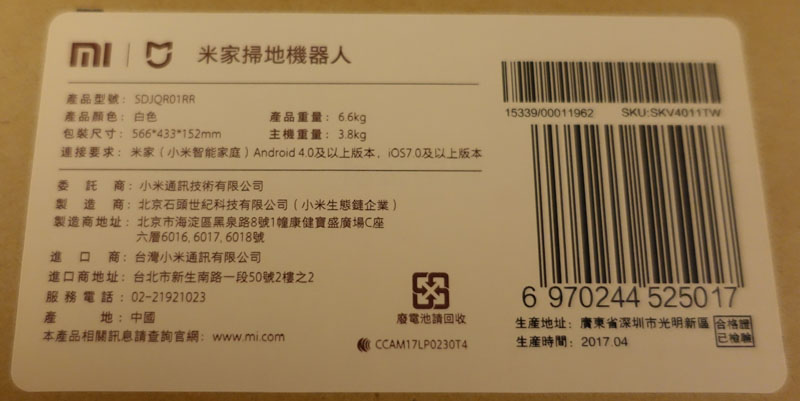 mi 米家掃地機器人
產品型號：SDJQR01RR
產品顏色：白色 產品重量：6.6kg
包裝尺寸：566*433*152mm 主機重量：3.8kg
連接要求：米家（小米智能家庭）Android 4.0及以上版本，iOS7.0及以上版本
委託商：小米通訊技術有限公司
製造商：北京石頭世紀科技有限公司（小米生態鏈企業）
製造商地址：北京市海淀區黑泉路8號1幢康健寶盛廣場C座
六層6016, 6017, 6018號
進口商：台灣小米通訊有限公司
進口商地址：台北市新生南路一段50號2樓之2
服務電話：02-21921023
產地：中國
本產品相關訊息請查詢官網：www.mi.com
廢電池請回收
CCAM17LP0230T4
15339/00011962 SKU:SKV4011TW
6 970244 525017
生產地址：廣東省深圳市光明新區
生產時間：2017.04
合格證
已檢驗